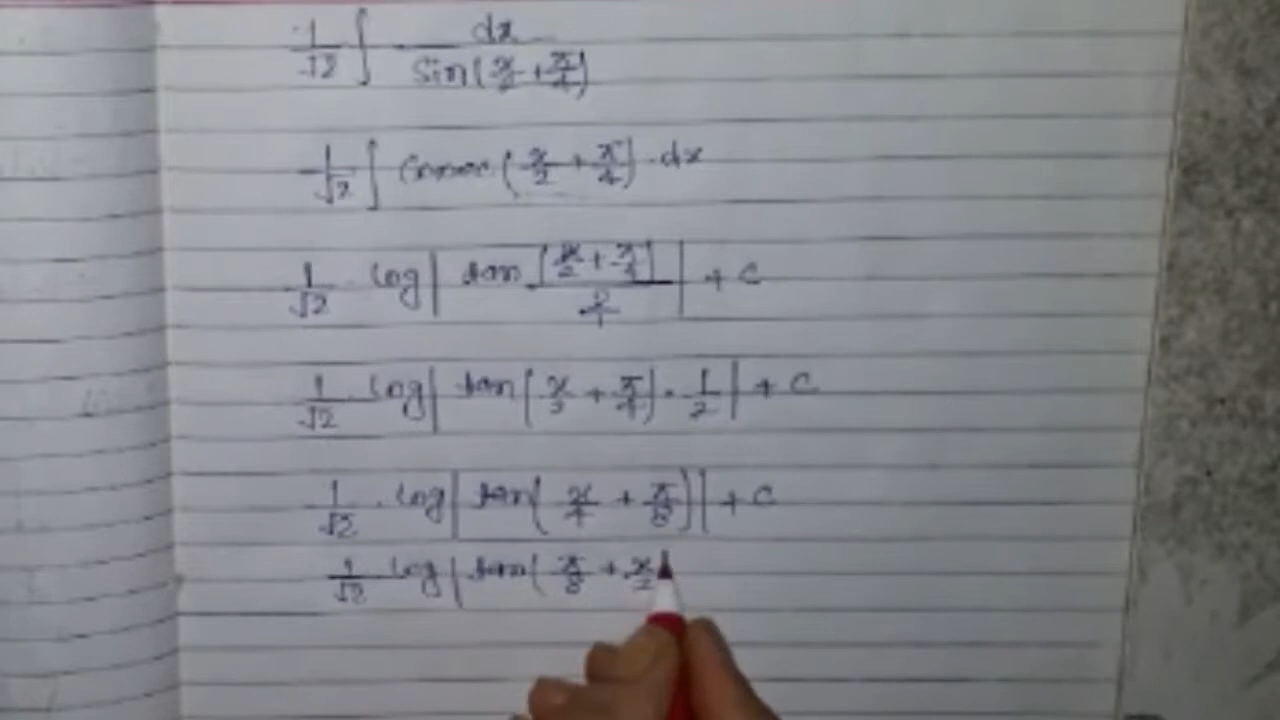 1/√2 ∫ dx / sin(x/2 + π/4)
1/√2 ∫ Cosec (x/2 + π/4) · dx
1/√2 log | tan (x/2 + π/4) / 2/1 | + C
1/√2 · log | tan (x/2 + π/4) · 1/2 | + C
1/√2 · log | tan( x/4 + π/8 ) | + C
1/√2 log | tan( π/8 + x/